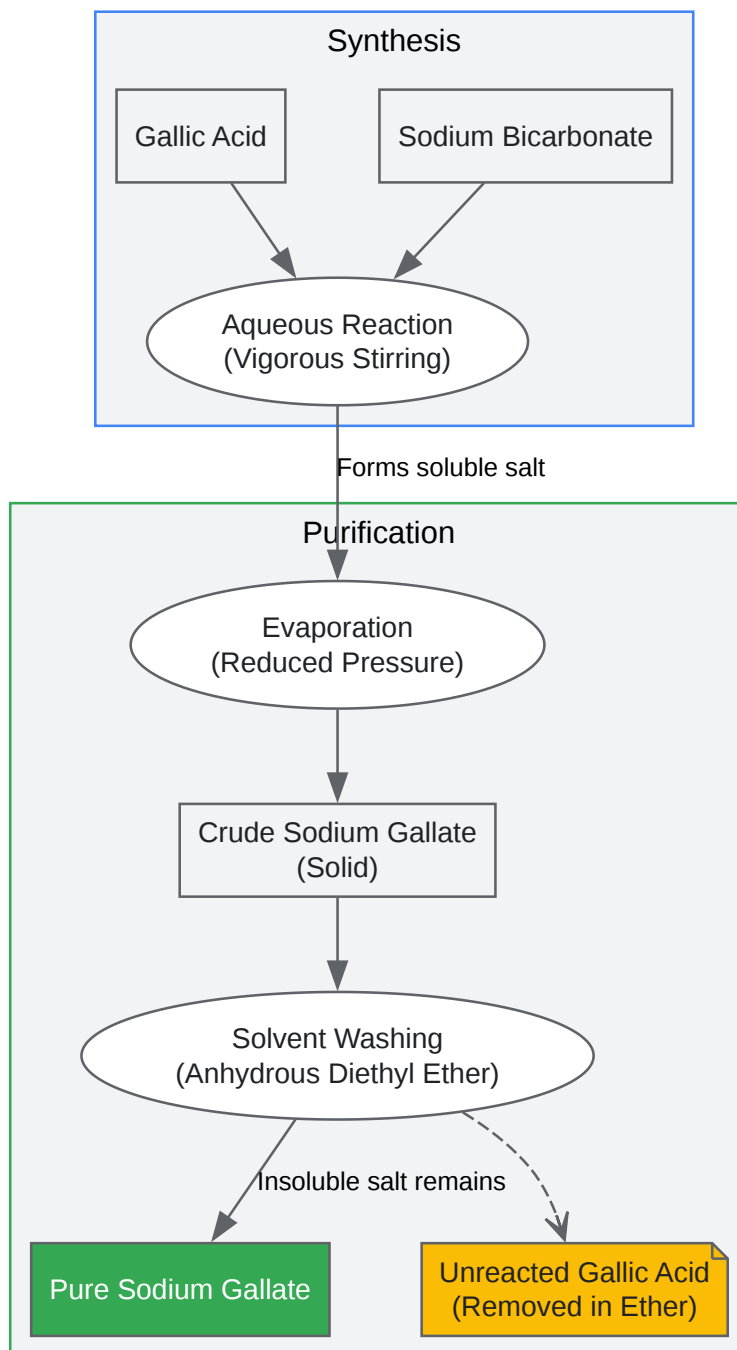 Synthesis
Gallic Acid
Sodium Bicarbonate
Aqueous Reaction
(Vigorous Stirring)
Forms soluble salt
Purification
Evaporation
(Reduced Pressure)
Crude Sodium Gallate
(Solid)
Solvent Washing
(Anhydrous Diethyl Ether)
Insoluble salt remains
Pure Sodium Gallate
Unreacted Gallic Acid
(Removed in Ether)